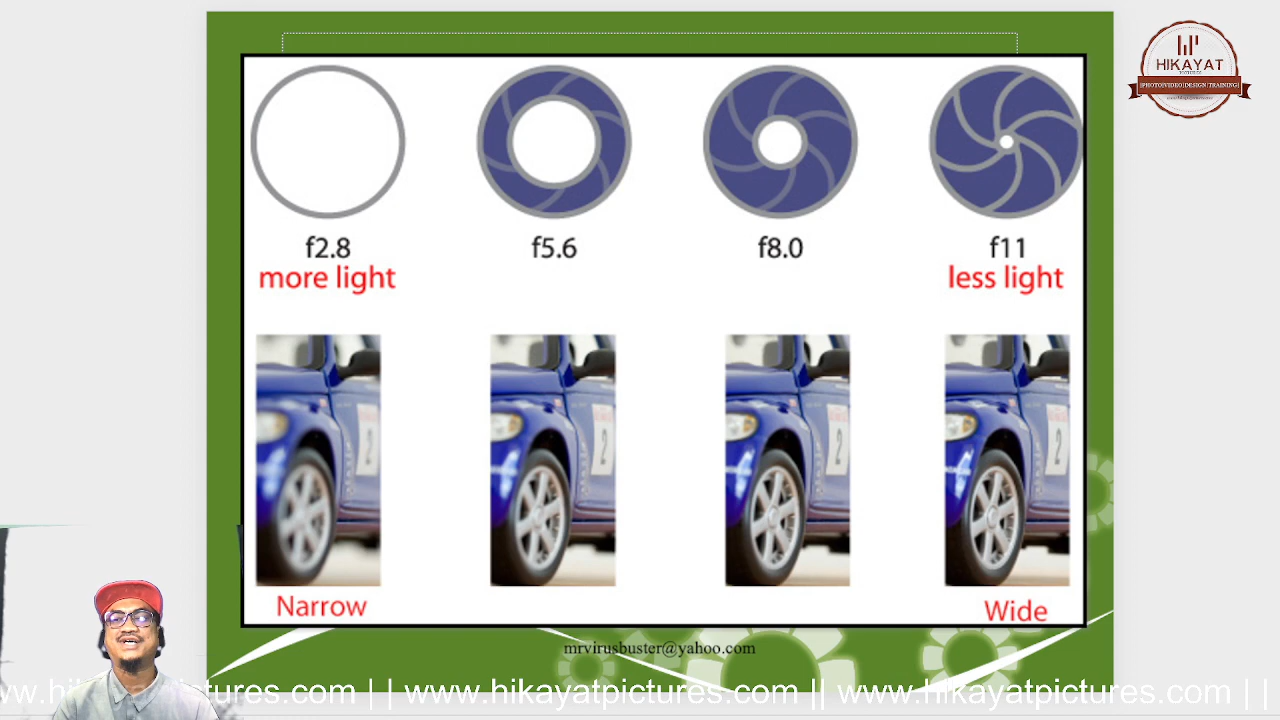 HIKAYAT
PICTURES
|PHOTO|VIDEO|DESIGN|TRAINING|
f2.8
f5.6
f8.0
f11
more light
less light
2
2
2
2
Narrow
Wide
mrvirusbuster@yahoo.com
www.hikayatpictures.com || www.hikayatpictures.com || www.hikayatpictures.com ||